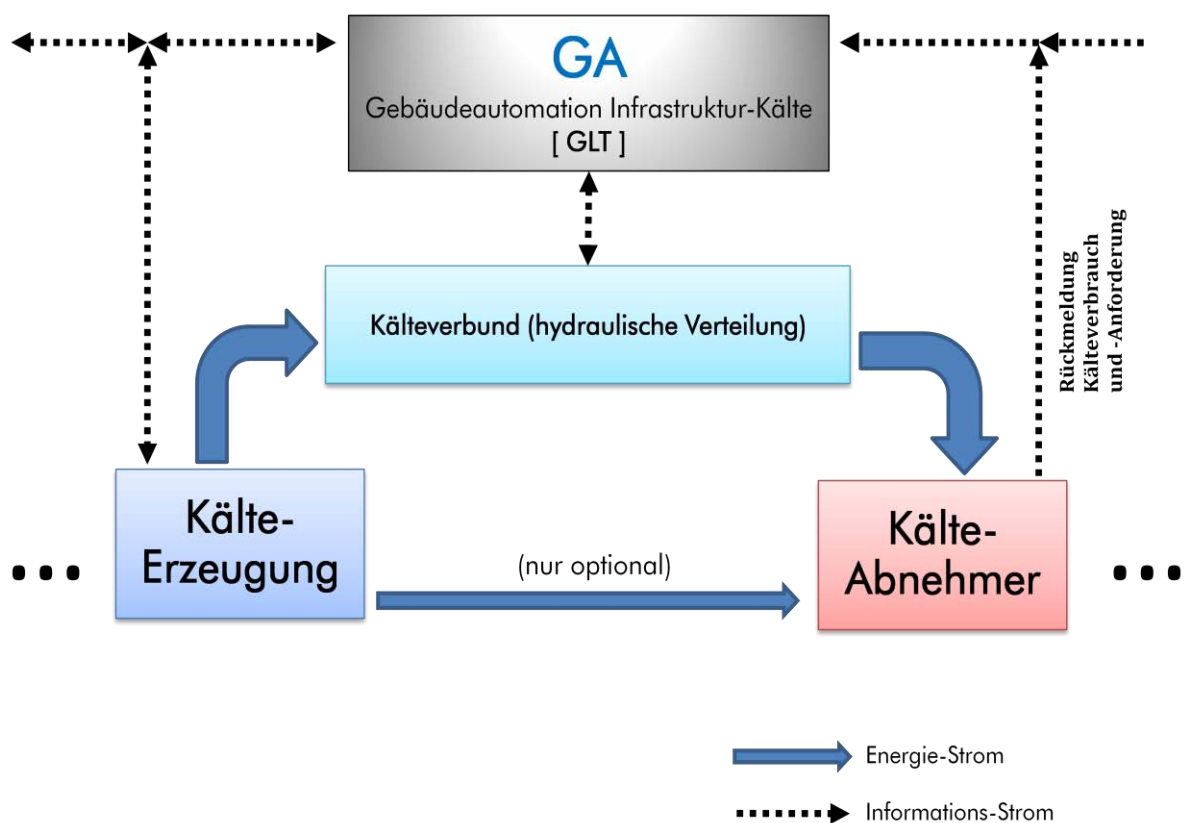 GA
Gebäudeautomation Infrastruktur-Kälte
[ GLT ]
Kälteverbund (hydraulische Verteilung)
Rückmeldung
Kälteverbrauch
und -Anforderung
Kälte-
Erzeugung
(nur optional)
Kälte-
Abnehmer
...
...
Energie-Strom
Informations-Strom